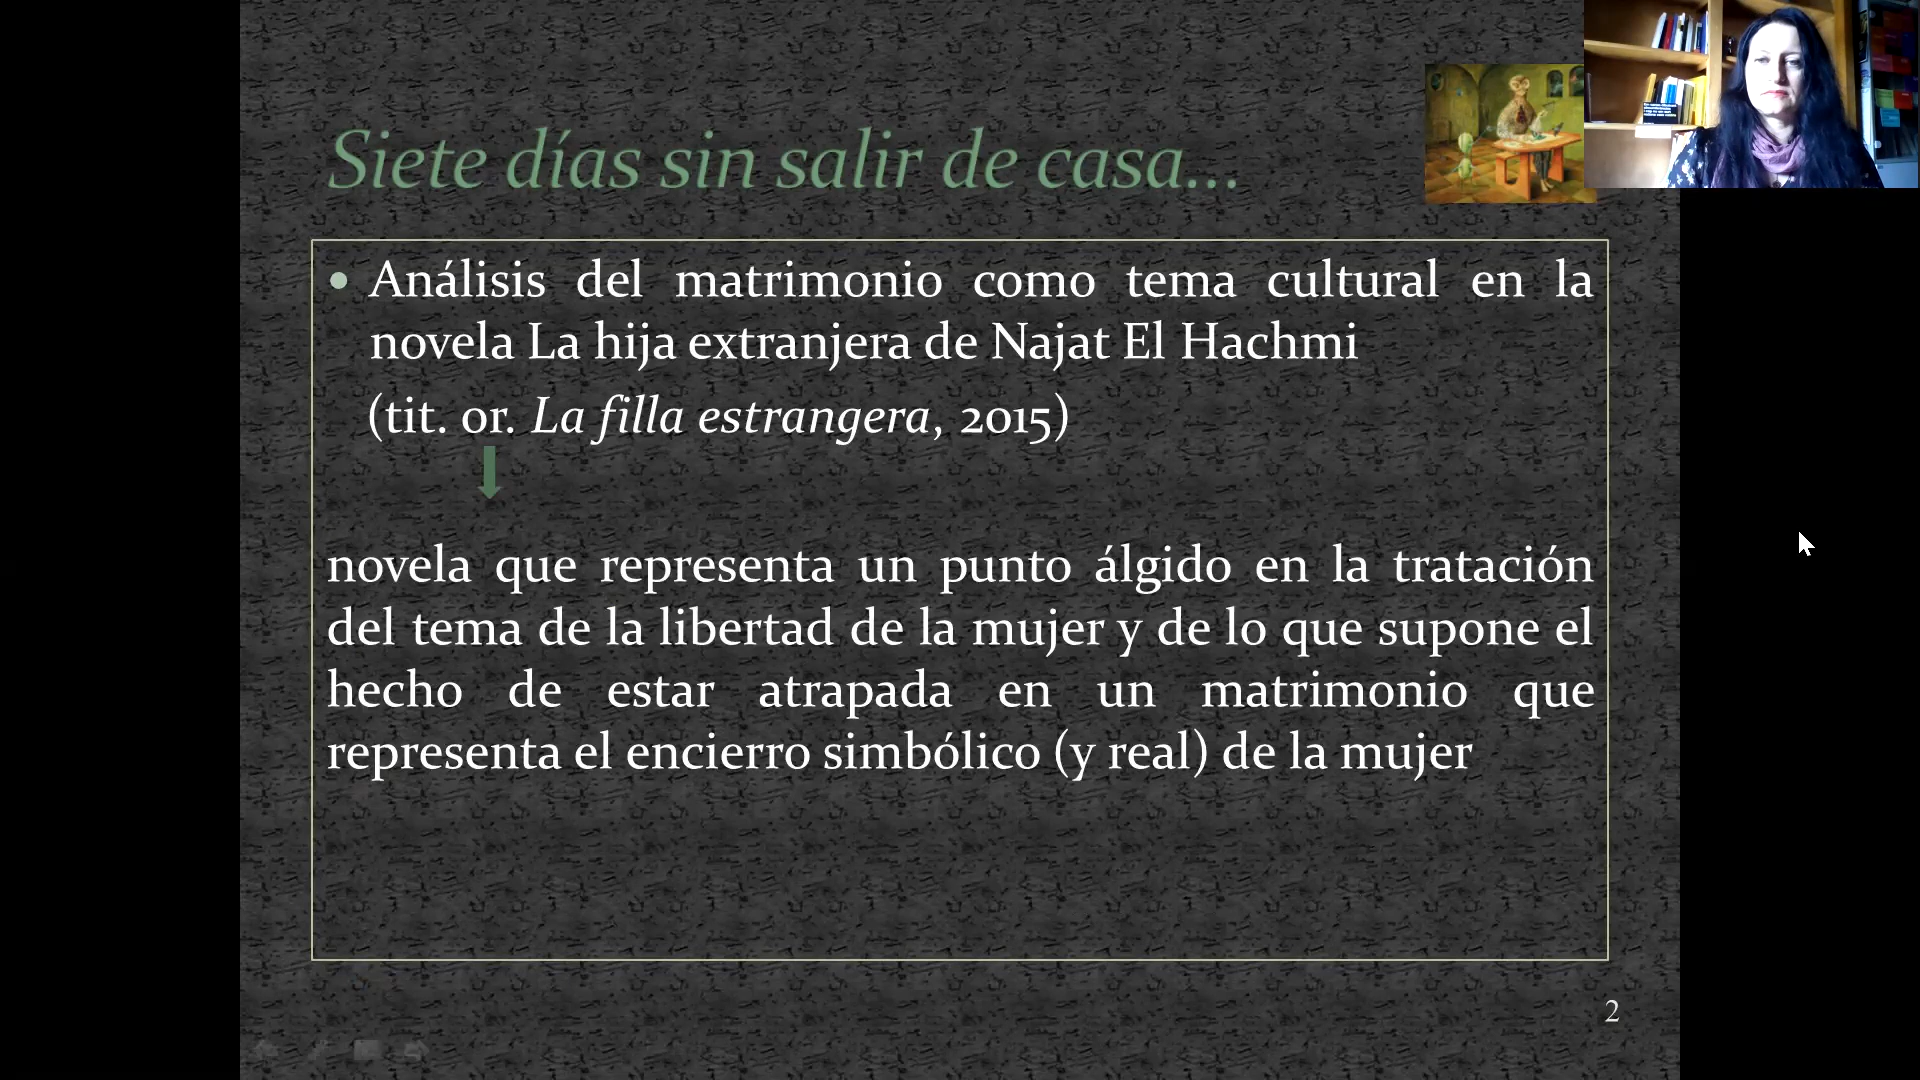 Siete días sin salir de casa...
• Análisis del matrimonio como tema cultural en la
novela La hija extranjera de Najat El Hachmi
(tit. or. La filla estrangera, 2015)
novela que representa un punto álgido en la tratación
del tema de la libertad de la mujer y de lo que supone el
hecho de estar atrapada en un matrimonio que
representa el encierro simbólico (y real) de la mujer
2